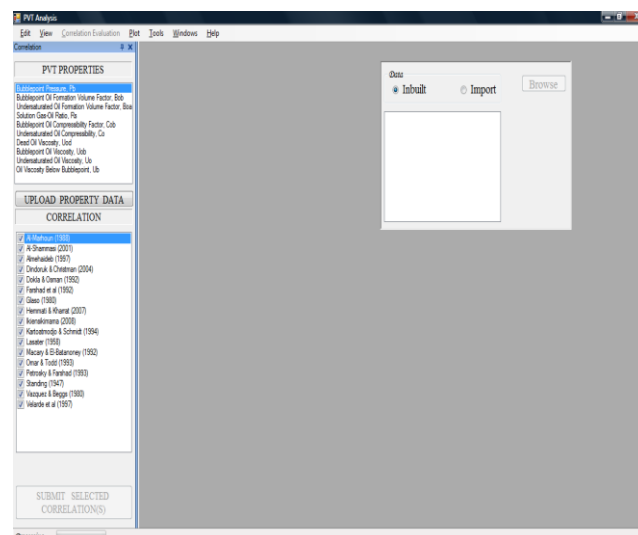 PVT Analysis
Edit View Correlation Evaluation Plot Tools Windows Help
Correlation
PVT PROPERTIES
Bubblepoint Pressure, Pb
Bubblepoint Oil Formation Volume Factor, Bob
Undersaturated Oil Formation Volume Factor, Boa
Solution Gas-Oil Ratio, Rs
Bubblepoint Oil Compressibility Factor, Cob
Undersaturated Oil Compressibility, Co
Dead Oil Viscosity, Uod
Bubblepoint Oil Viscosity, Uob
Undersaturated Oil Viscosity, Uo
Oil Viscosity Below Bubblepoint, Ub
UPLOAD PROPERTY DATA
CORRELATION
Al-Marhoun (1988)
Al-Shammasi (2001)
Almehaideb (1997)
Dindoruk & Christman (2004)
Dokla & Osman (1992)
Farshad et al (1992)
Glaso (1980)
Hemmati & Kharrat (2007)
Ikiensikimama (2008)
Kartoatmodjo & Schmidt (1994)
Lasater (1958)
Macary & El-Batanoney (1992)
Omar & Todd (1993)
Petrosky & Farshad (1993)
Standing (1947)
Vazquez & Beggs (1980)
Velarde et al (1997)
SUBMIT SELECTED
CORRELATION(S)
Data
Inbuilt Import Browse